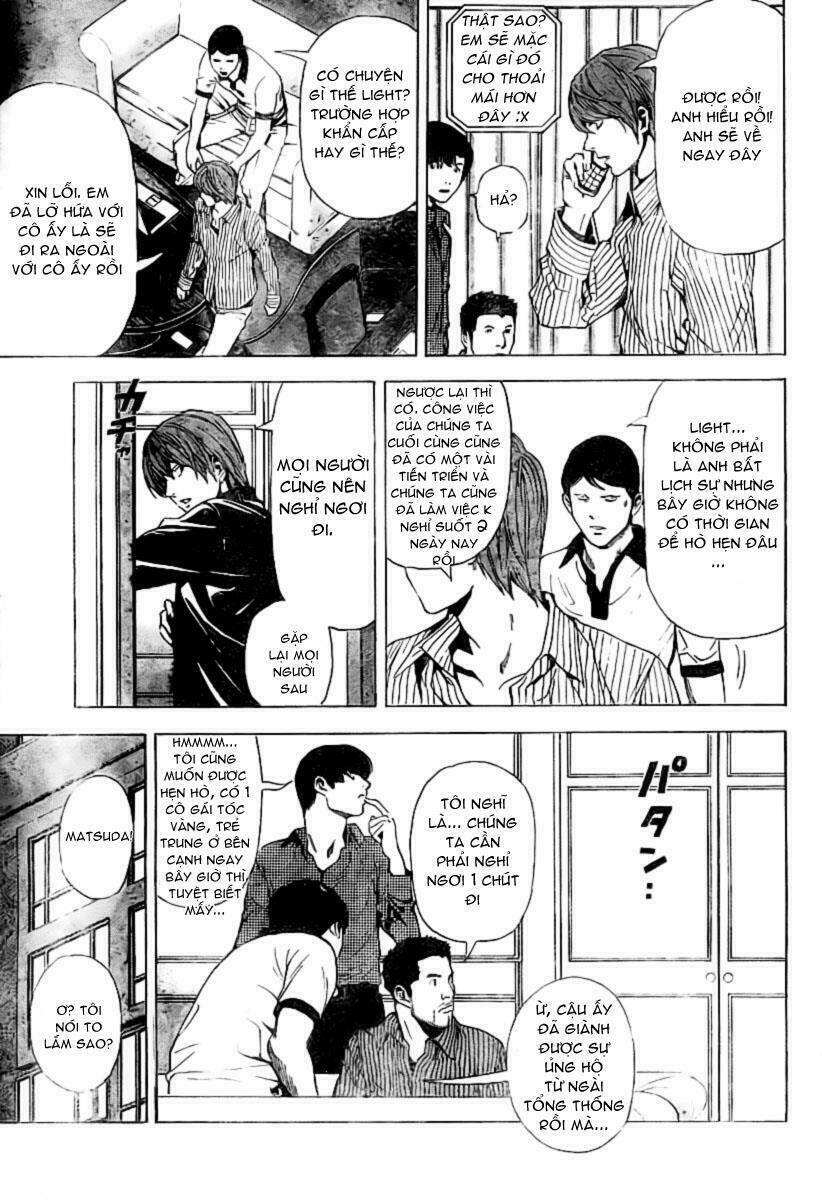 ĐƯỢC RỒI!
ANH HIỂU RỒI!
ANH SẼ VỀ
NGAY ĐÂY
THẬT SAO?
EM SẼ MẶC
CÁI GÌ ĐÓ
CHO THOẢI
MÁI HƠN
ĐÂY :X
HẢ?
CÓ CHUYỆN
GÌ THẾ LIGHT?
TRƯỜNG HỢP
KHẨN CẤP
HAY GÌ THẾ?
XIN LỖI. EM
ĐÃ LỠ HỨA VỚI
CÔ ẤY LÀ SẼ
ĐI RA NGOÀI
VỚI CÔ ẤY RỒI
LIGHT...
KHÔNG PHẢI
LÀ ANH BẤT
LỊCH SỰ NHƯNG
BÂY GIỜ KHÔNG
CÓ THỜI GIAN
ĐỂ HÒ HẸN ĐÂU
...
NGƯỢC LẠI THÌ
CÓ. CÔNG VIỆC
CỦA CHÚNG TA
CUỐI CÙNG CŨNG
ĐÃ CÓ MỘT VÀI
TIẾN TRIỂN VÀ
CHÚNG TA CŨNG
ĐÃ LÀM VIỆC K
NGHỈ SUỐT 2
NGÀY NAY
RỒI
MỌI NGƯỜI
CŨNG NÊN
NGHỈ NGƠI
ĐI.
GẶP
LẠI MỌI
NGƯỜI
SAU
ガチャ
パタン‥
TÔI NGHĨ
LÀ... CHÚNG
TA CẦN
PHẢI NGHỈ
NGƠI 1 CHÚT
ĐI
Ừ, CẬU ẤY
ĐÃ GIÀNH
ĐƯỢC SỰ
ỦNG HỘ
TỪ NGÀI
TỔNG THỐNG
RỒI MÀ...
HMMMM...
TÔI CŨNG
MUỐN ĐƯỢC
HẸN HÒ, CÓ 1
CÔ GÁI TÓC
VÀNG, TRẺ
TRUNG Ở BÊN
CẠNH NGAY
BÂY GIỜ THÌ
TUYỆT BIẾT
MẤY...
MATSUDA!
Ơ? TÔI
NÓI TO
LẮM SAO?